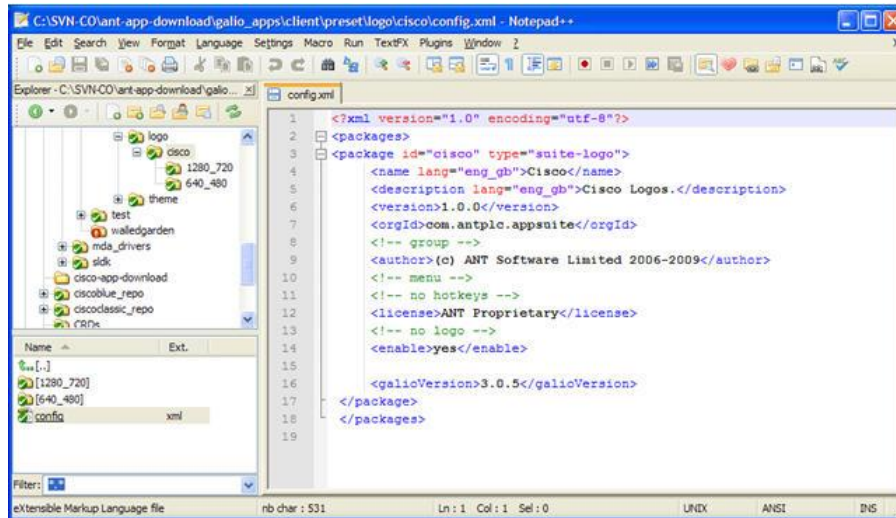 C:\SVN-CO\ant-app-download\galio_apps\client\preset\logo\cisco\config.xml - Notepad++
File Edit Search View Format Language Settings Macro Run TextFX Plugins Window ?
Explorer - C:\SVN-CO\ant-app-download\galio...
logo
cisco
1280_720
640_480
theme
test
walledgarden
mda_drivers
sldk
cisco-app-download
ciscoblue_repo
ciscoclassic_repo
CRDs
Name Ext.
[..]
[1280_720]
[640_480]
config xml
Filter:
config.xml
1 <?xml version="1.0" encoding="utf-8"?>
2 <packages>
3 <package id="cisco" type="suite-logo">
4 <name lang="eng_gb">Cisco</name>
5 <description lang="eng_gb">Cisco Logos.</description>
6 <version>1.0.0</version>
7 <orgId>com.antplc.appsuite</orgId>
8 <!-- group -->
9 <author>(c) ANT Software Limited 2006-2009</author>
10 <!-- menu -->
11 <!-- no hotkeys -->
12 <license>ANT Proprietary</license>
13 <!-- no logo -->
14 <enable>yes</enable>
15
16 <galioVersion>3.0.5</galioVersion>
17 </package>
18 </packages>
19
eXtensible Markup Language file nb char : 531 Ln : 1 Col : 1 Sel : 0 UNIX ANSI INS